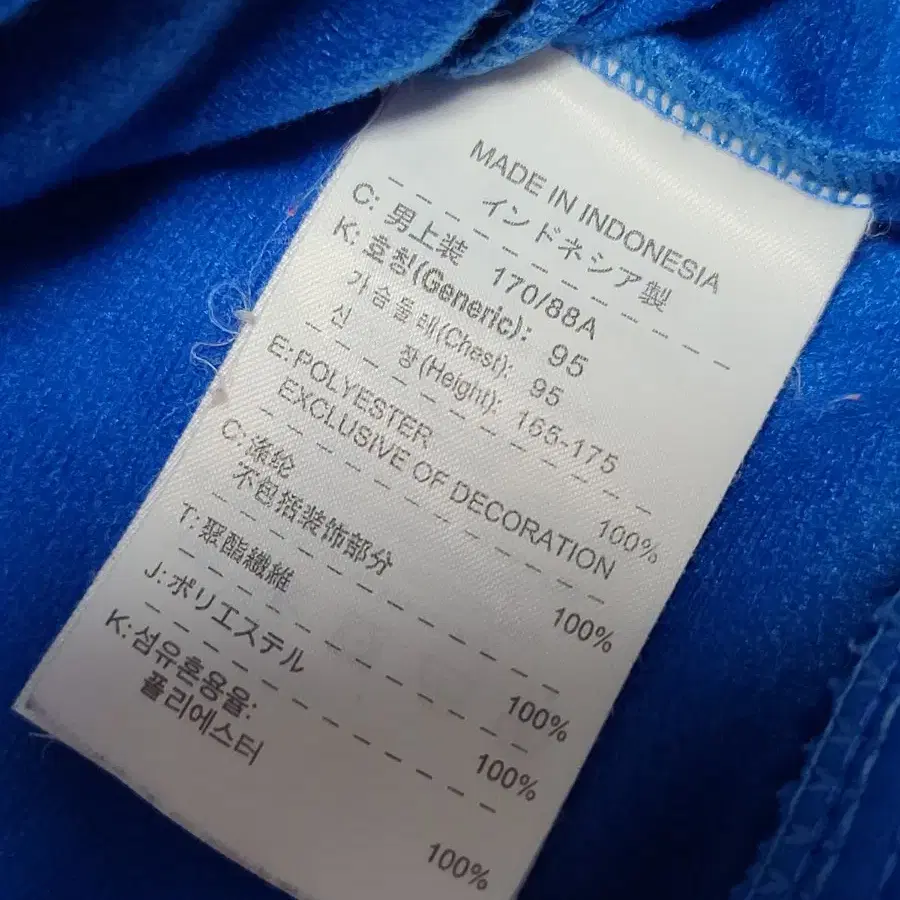 MADE IN INDONESIA
インドネシア製
C: 男上装 170/88A
K: 호칭(Generic): 95
가슴둘레(Chest): 95
신 장(Height): 165-175
E: POLYESTER 100%
EXCLUSIVE OF DECORATION
C: 涤纶 100%
不包括装饰部分
T: 聚酯纖維 100%
J: ポリエステル 100%
K: 섬유혼용율:
폴리에스터 100%